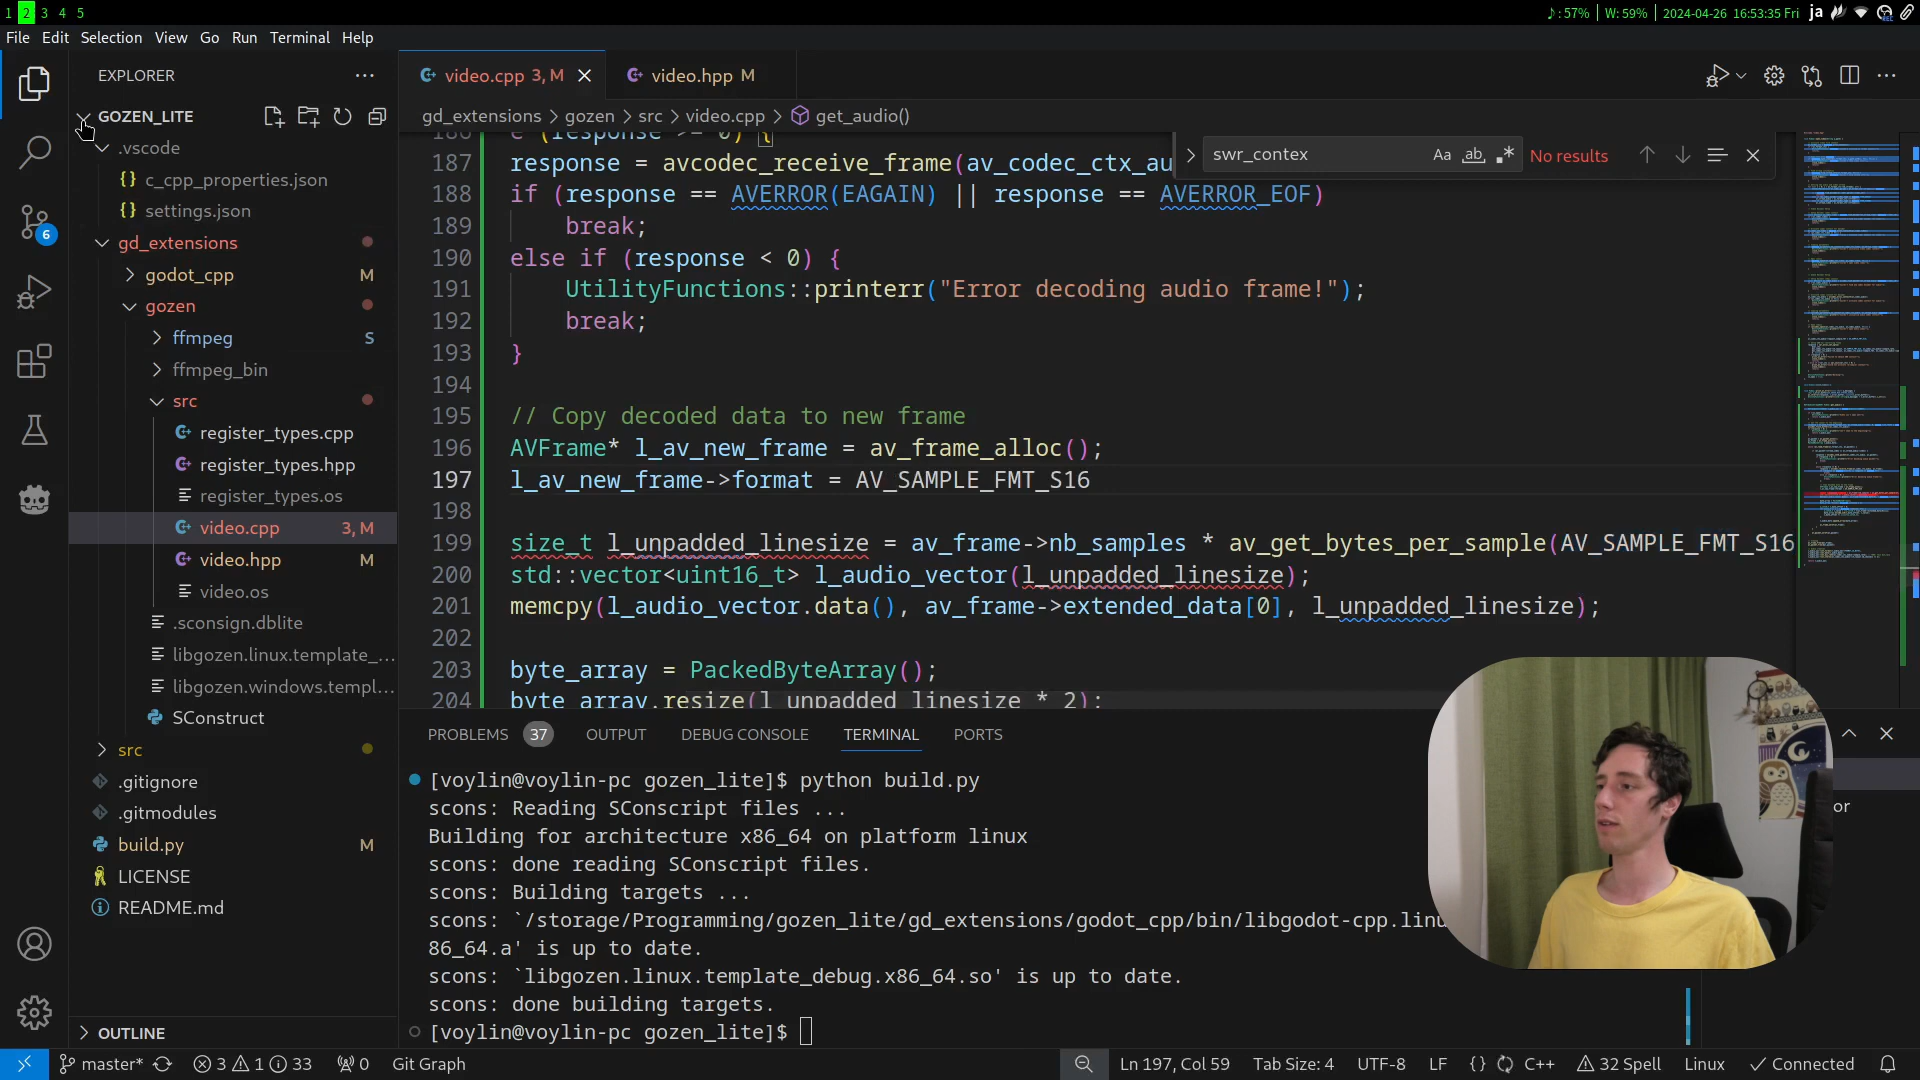 1 2 3 4 5 ♪: 57% | W: 59% | 2024-04-26 16:53:35 Fri ja
File Edit Selection View Go Run Terminal Help
EXPLORER ...
video.cpp 3, M
video.hpp M
GOZEN_LITE
gd_extensions > gozen > src > video.cpp > get_audio()
.vscode
{} c_cpp_properties.json
{} settings.json
gd_extensions
godot_cpp M
gozen
ffmpeg S
ffmpeg_bin
src
register_types.cpp
register_types.hpp
register_types.os
video.cpp 3, M
video.hpp M
video.os
.sconsign.dblite
libgozen.linux.template_...
libgozen.windows.templ...
SConstruct
src
.gitignore
.gitmodules
build.py M
LICENSE
README.md
OUTLINE
6
swr_contex Aa ab .* No results
186 e (response >= 0) {
187 response = avcodec_receive_frame(av_codec_ctx_au
188 if (response == AVERROR(EAGAIN) || response == AVERROR_EOF)
189 break;
190 else if (response < 0) {
191 UtilityFunctions::printerr("Error decoding audio frame!");
192 break;
193 }
194
195 // Copy decoded data to new frame
196 AVFrame* l_av_new_frame = av_frame_alloc();
197 l_av_new_frame->format = AV_SAMPLE_FMT_S16
198
199 size_t l_unpadded_linesize = av_frame->nb_samples * av_get_bytes_per_sample(AV_SAMPLE_FMT_S16
200 std::vector<uint16_t> l_audio_vector(l_unpadded_linesize);
201 memcpy(l_audio_vector.data(), av_frame->extended_data[0], l_unpadded_linesize);
202
203 byte_array = PackedByteArray();
204 byte_array.resize(l_unpadded_linesize * 2);
PROBLEMS 37 OUTPUT DEBUG CONSOLE TERMINAL PORTS
[voylin@voylin-pc gozen_lite]$ python build.py
scons: Reading SConscript files ...
Building for architecture x86_64 on platform linux
scons: done reading SConscript files.
scons: Building targets ...
scons: `/storage/Programming/gozen_lite/gd_extensions/godot_cpp/bin/libgodot-cpp.linu
86_64.a' is up to date.
scons: `libgozen.linux.template_debug.x86_64.so' is up to date.
scons: done building targets.
[voylin@voylin-pc gozen_lite]$
or
master* 3 1 33 0 Git Graph Ln 197, Col 59 Tab Size: 4 UTF-8 LF {} C++ 32 Spell Linux Connected